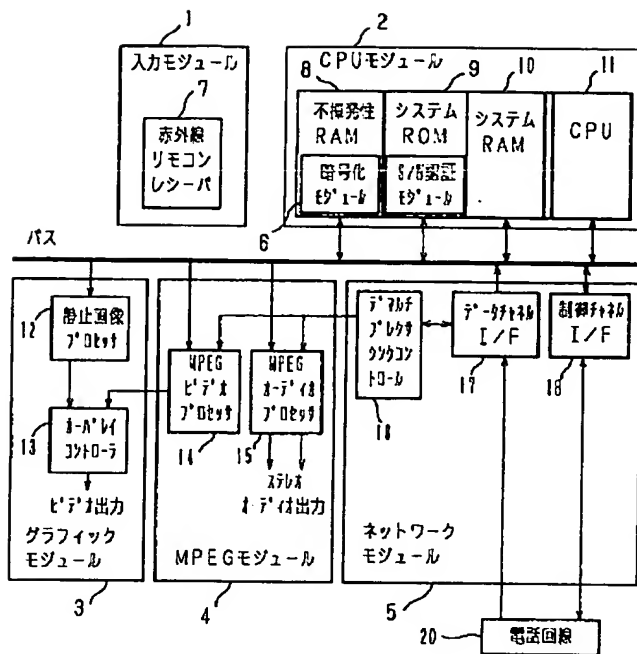 1
入力モジュール
7
赤外線
リモコン
レシーバ
2
CPUモジュール
8
9
10
11
不揮発性
RAM
システム
ROM
システム
RAM
CPU
暗号化
モジュール
S/G認証
モジュール
6
バス
12
静止画像
プロセッサ
13
オーバレイ
コントローラ
ビデオ出力
グラフィック
モジュール
3
MPEG
ビデオ
プロセッサ
14
MPEG
オーディオ
プロセッサ
15
ステレオ
オーディオ出力
MPEGモジュール
4
デマルチ
プレクサ
シンクコン
トロール
16
データチャネル
I/F
17
制御チャネル
I/F
18
ネットワーク
モジュール
5
20
電話回線